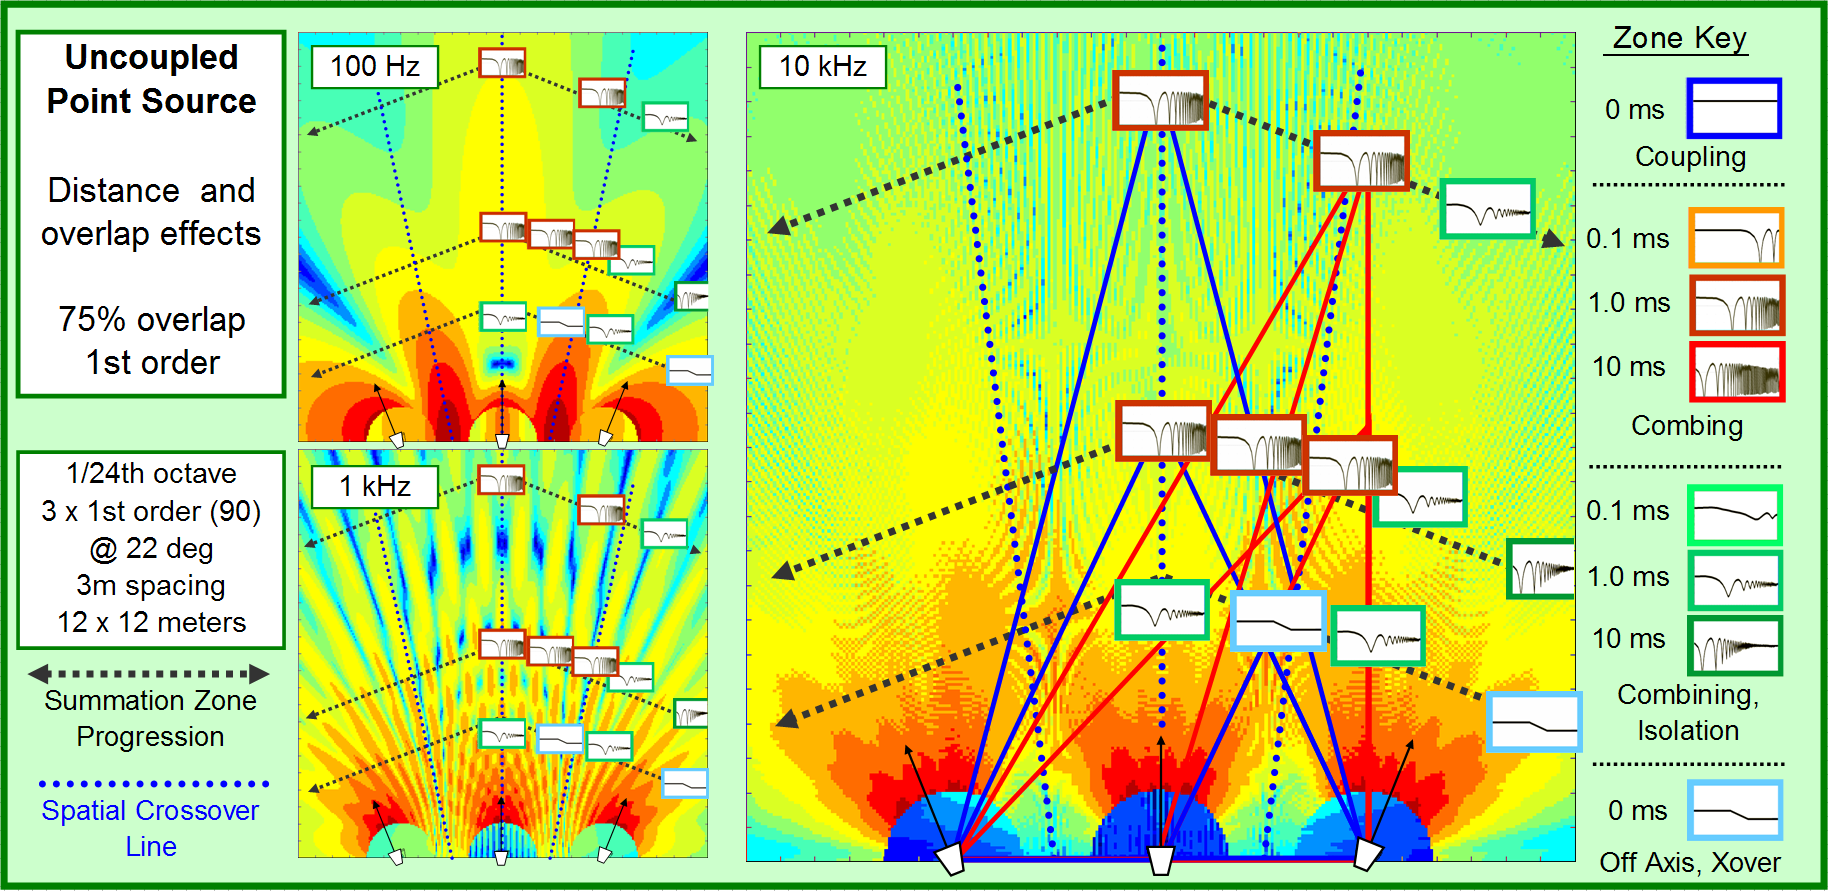 Uncoupled
Point Source
Distance and
overlap effects
75% overlap
1st order
1/24th octave
3 x 1st order (90)
@ 22 deg
3m spacing
12 x 12 meters
Summation Zone
Progression
Spatial Crossover
Line
100 Hz
1 kHz
10 kHz
Zone Key
0 ms
Coupling
0.1 ms
1.0 ms
10 ms
Combing
0.1 ms
1.0 ms
10 ms
Combining,
Isolation
0 ms
Off Axis, Xover